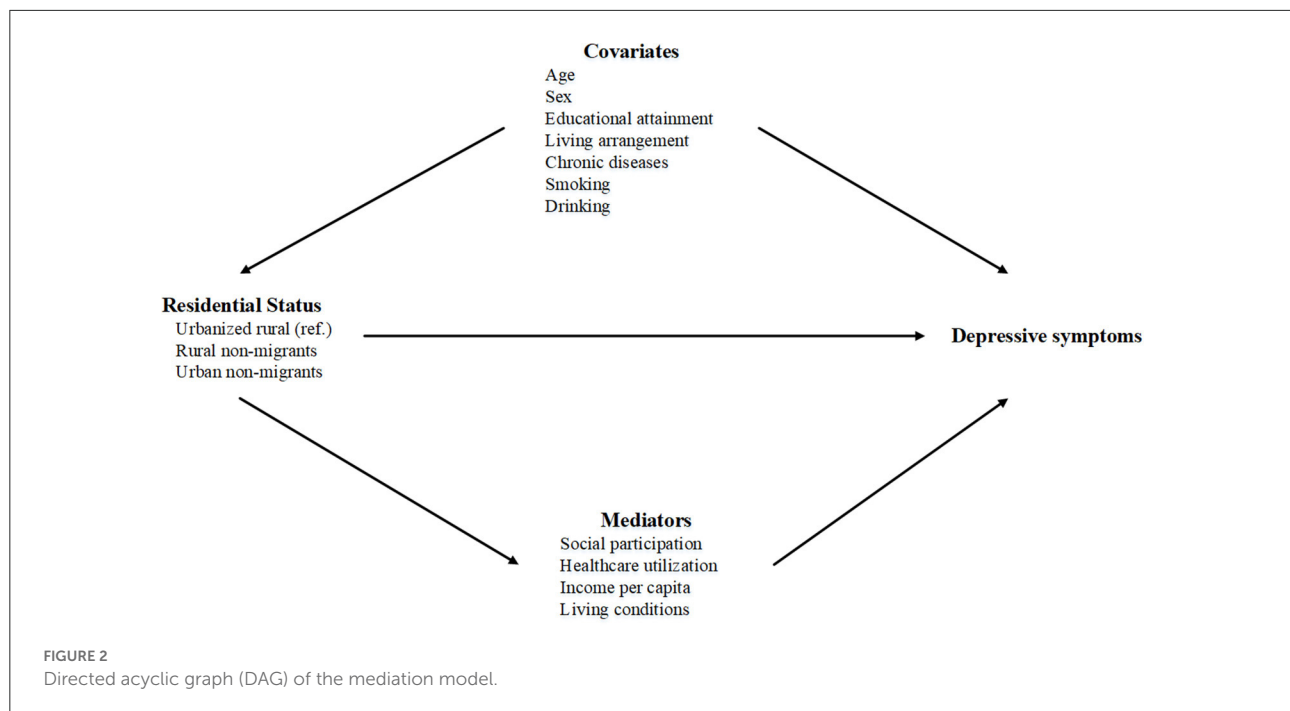 Covariates
Age
Sex
Educational attainment
Living arrangement
Chronic diseases
Smoking
Drinking
Residential Status
Urbanized rural (ref.)
Rural non-migrants
Urban non-migrants
Depressive symptoms
Mediators
Social participation
Healthcare utilization
Income per capita
Living conditions
FIGURE 2
Directed acyclic graph (DAG) of the mediation model.